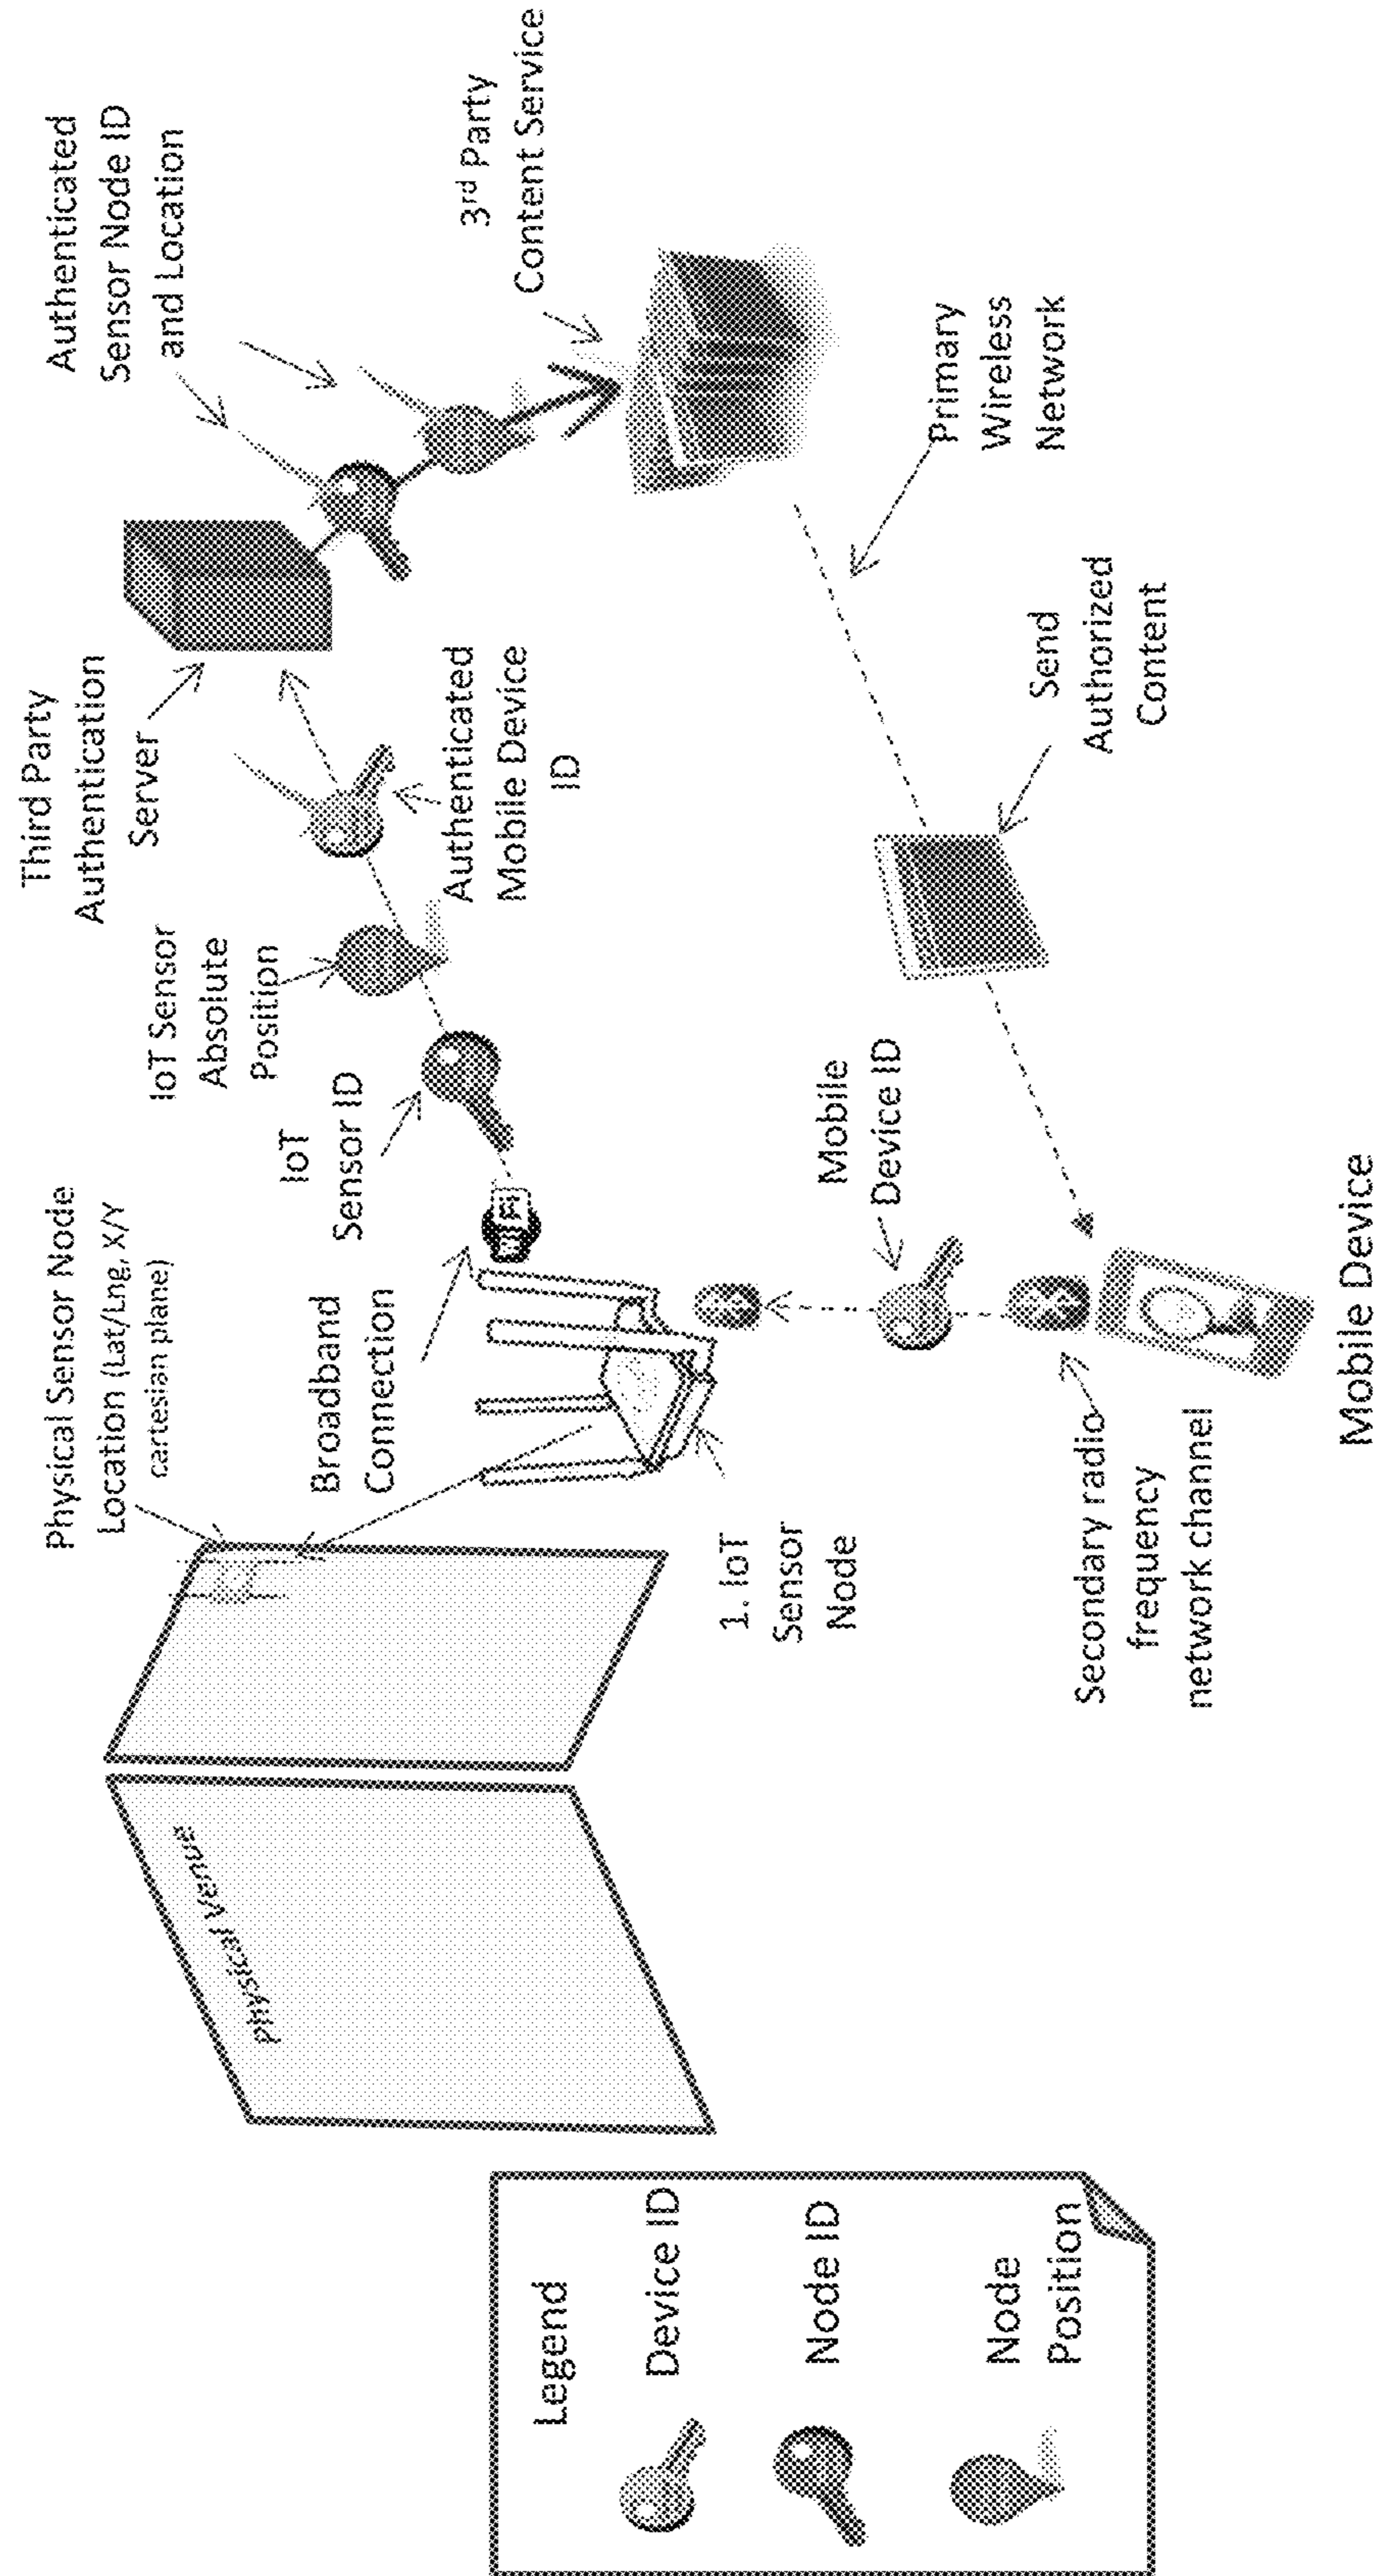 Legend
Device ID
Node ID
Node
Position
physical Venue
Physical Sensor Node
Location (Lat/Lng, X/Y
cartesian plane)
Broadband
Connection
WiFi
IoT
Sensor ID
IoT Sensor
Absolute
Position
Third Party
Authentication
Server
Authenticated
Mobile Device
ID
Authenticated
Sensor Node ID
and Location
3rd Party
Content Service
Primary
Wireless
Network
Send
Authorized
Content
1. IoT
Sensor
Node
Mobile
Device ID
Secondary radio
frequency
network channel
Mobile Device